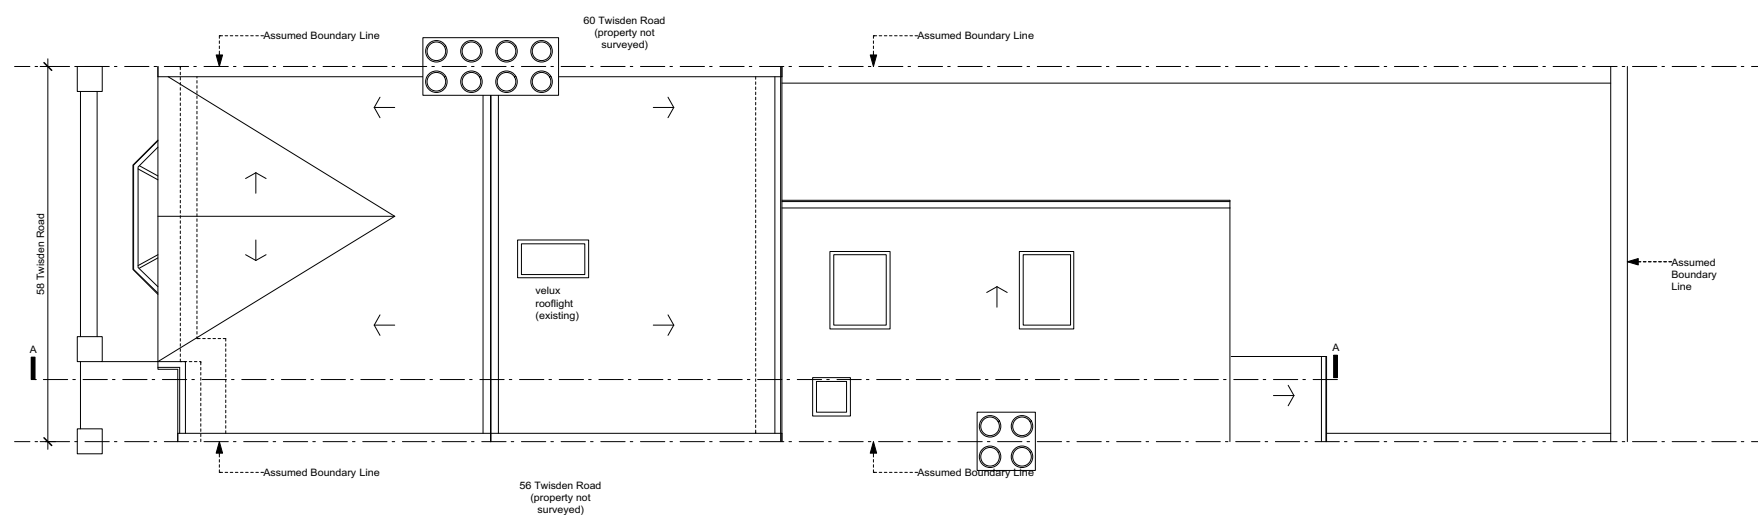 60 Twisden Road
(property not
surveyed)
Assumed Boundary Line
Assumed Boundary Line
58 Twisden Road
velux
rooflight
(existing)
Assumed
Boundary
Line
A
A
Assumed Boundary Line
Assumed Boundary Line
56 Twisden Road
(property not
surveyed)